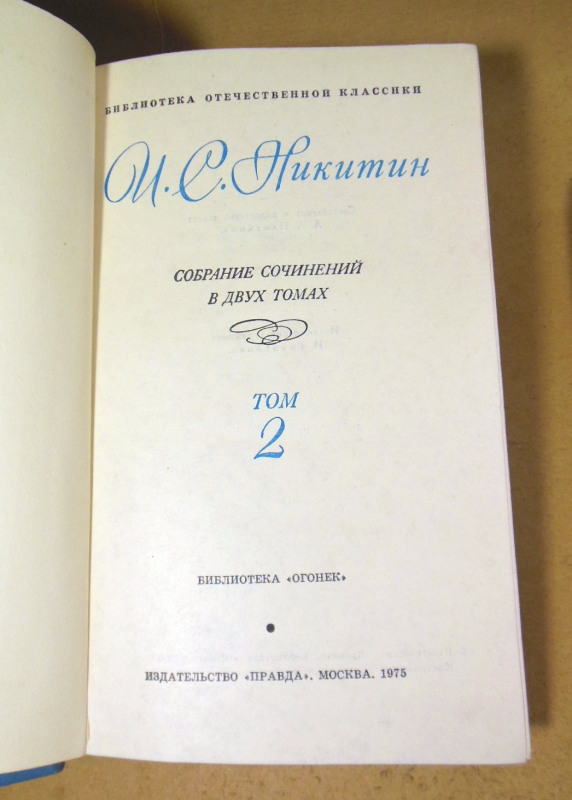 БИБЛИОТЕКА ОТЕЧЕСТВЕННОЙ КЛАССИКИ
И. С. Никитин
СОБРАНИЕ СОЧИНЕНИЙ
В ДВУХ ТОМАХ
ТОМ
2
БИБЛИОТЕКА «ОГОНЕК»
ИЗДАТЕЛЬСТВО «ПРАВДА». МОСКВА. 1975